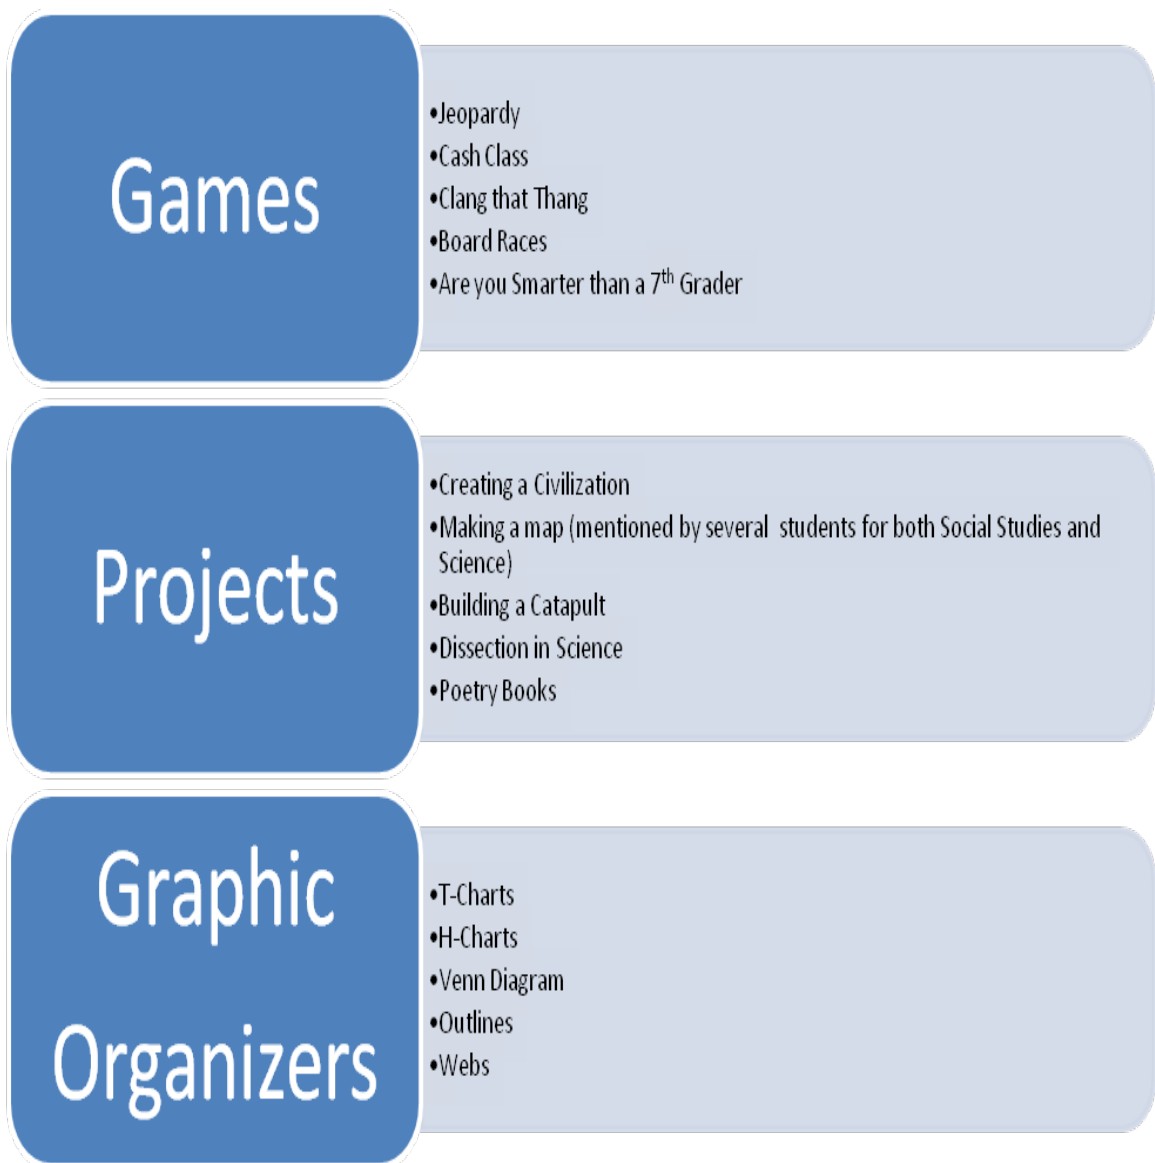 Games
•Jeopardy
•Cash Class
•Clang that Thang
•Board Races
•Are you Smarter than a 7th Grader
Projects
•Creating a Civilization
•Making a map (mentioned by several  students for both Social Studies and
Science)
•Building a Catapult
•Dissection in Science
•Poetry Books
Graphic
Organizers
•T-Charts
•H-Charts
•Venn Diagram
•Outlines
•Webs